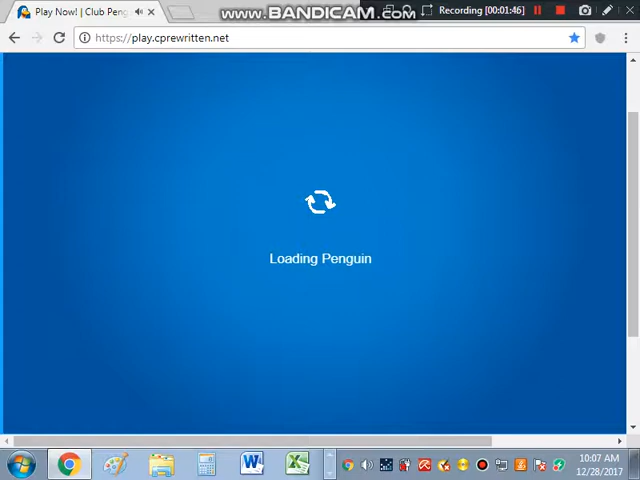 Play Now! | Club Peng
www.BANDICAM.com
Recording [00:01:46]
https://play.cprewritten.net
Loading Penguin
10:07 AM
12/28/2017